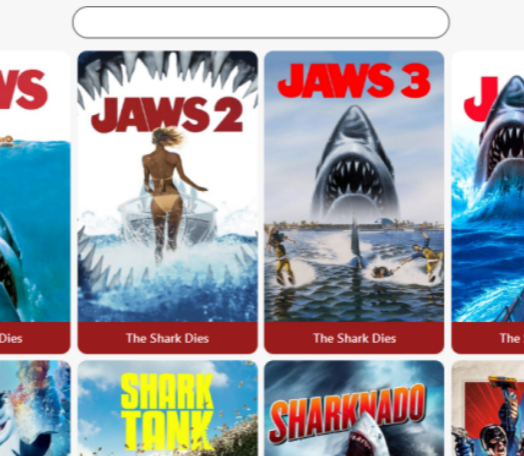 WS
JAWS 2
JAWS 3
J
Dies
The Shark Dies
The Shark Dies
The
SHARK
TANK
SHARKNADO